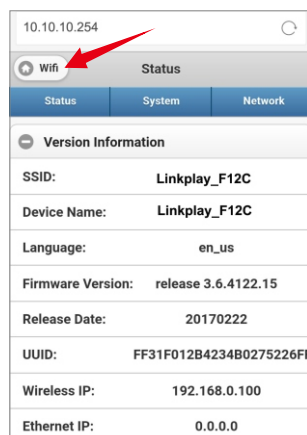 10.10.10.254
Wifi Status
Status System Network
Version Information
SSID: Linkplay_F12C
Device Name: Linkplay_F12C
Language: en_us
Firmware Version: release 3.6.4122.15
Release Date: 20170222
UUID: FF31F012B4234B0275226F
Wireless IP: 192.168.0.100
Ethernet IP: 0.0.0.0